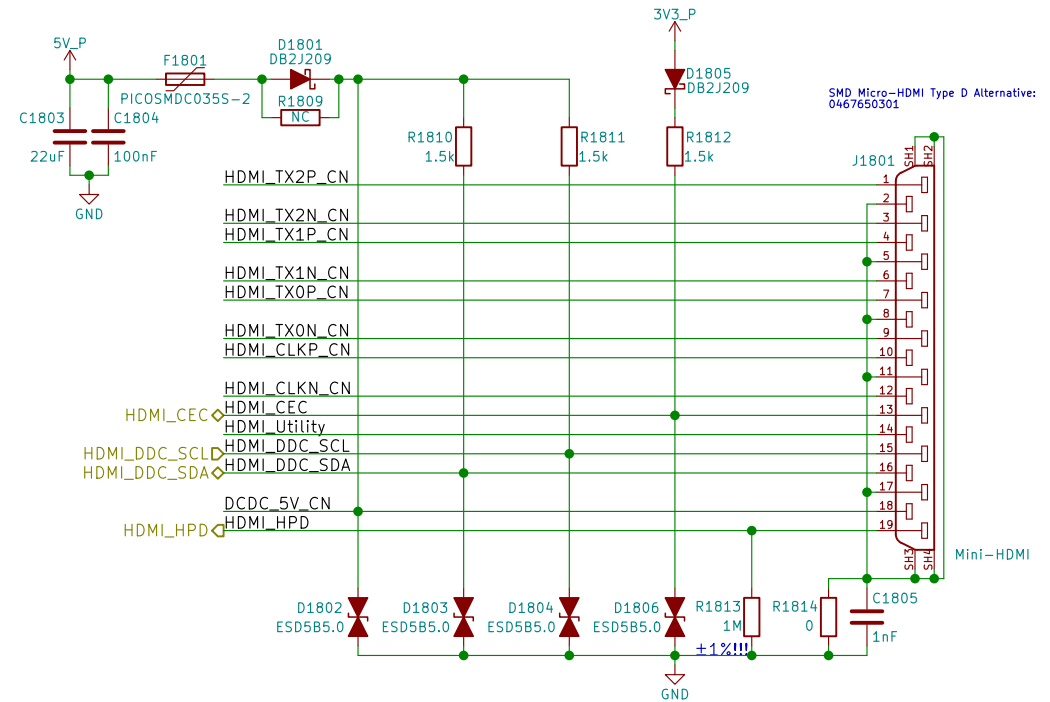 3V3_P
5V_P
D1801
DB2J209
F1801
PICOSMDC035S-2
R1809
NC
D1805
DB2J209
SMD Micro-HDMI Type D Alternative:
0467650301
C1803
22uF
C1804
100nF
GND
R1810
1.5k
R1811
1.5k
R1812
1.5k
J1801
SH1
SH2
HDMI_TX2P_CN
1
2
HDMI_TX2N_CN
3
HDMI_TX1P_CN
4
5
HDMI_TX1N_CN
6
HDMI_TX0P_CN
7
8
HDMI_TX0N_CN
9
HDMI_CLKP_CN
10
11
HDMI_CLKN_CN
12
HDMI_CEC
HDMI_CEC
13
HDMI_Utility
14
HDMI_DDC_SCL
HDMI_DDC_SCL
15
HDMI_DDC_SDA
HDMI_DDC_SDA
16
17
DCDC_5V_CN
18
HDMI_HPD
HDMI_HPD
19
SH3
SH4
Mini-HDMI
D1802
ESD5B5.0
D1803
ESD5B5.0
D1804
ESD5B5.0
D1806
ESD5B5.0
R1813
1M
±1%!!!
R1814
0
C1805
1nF
GND